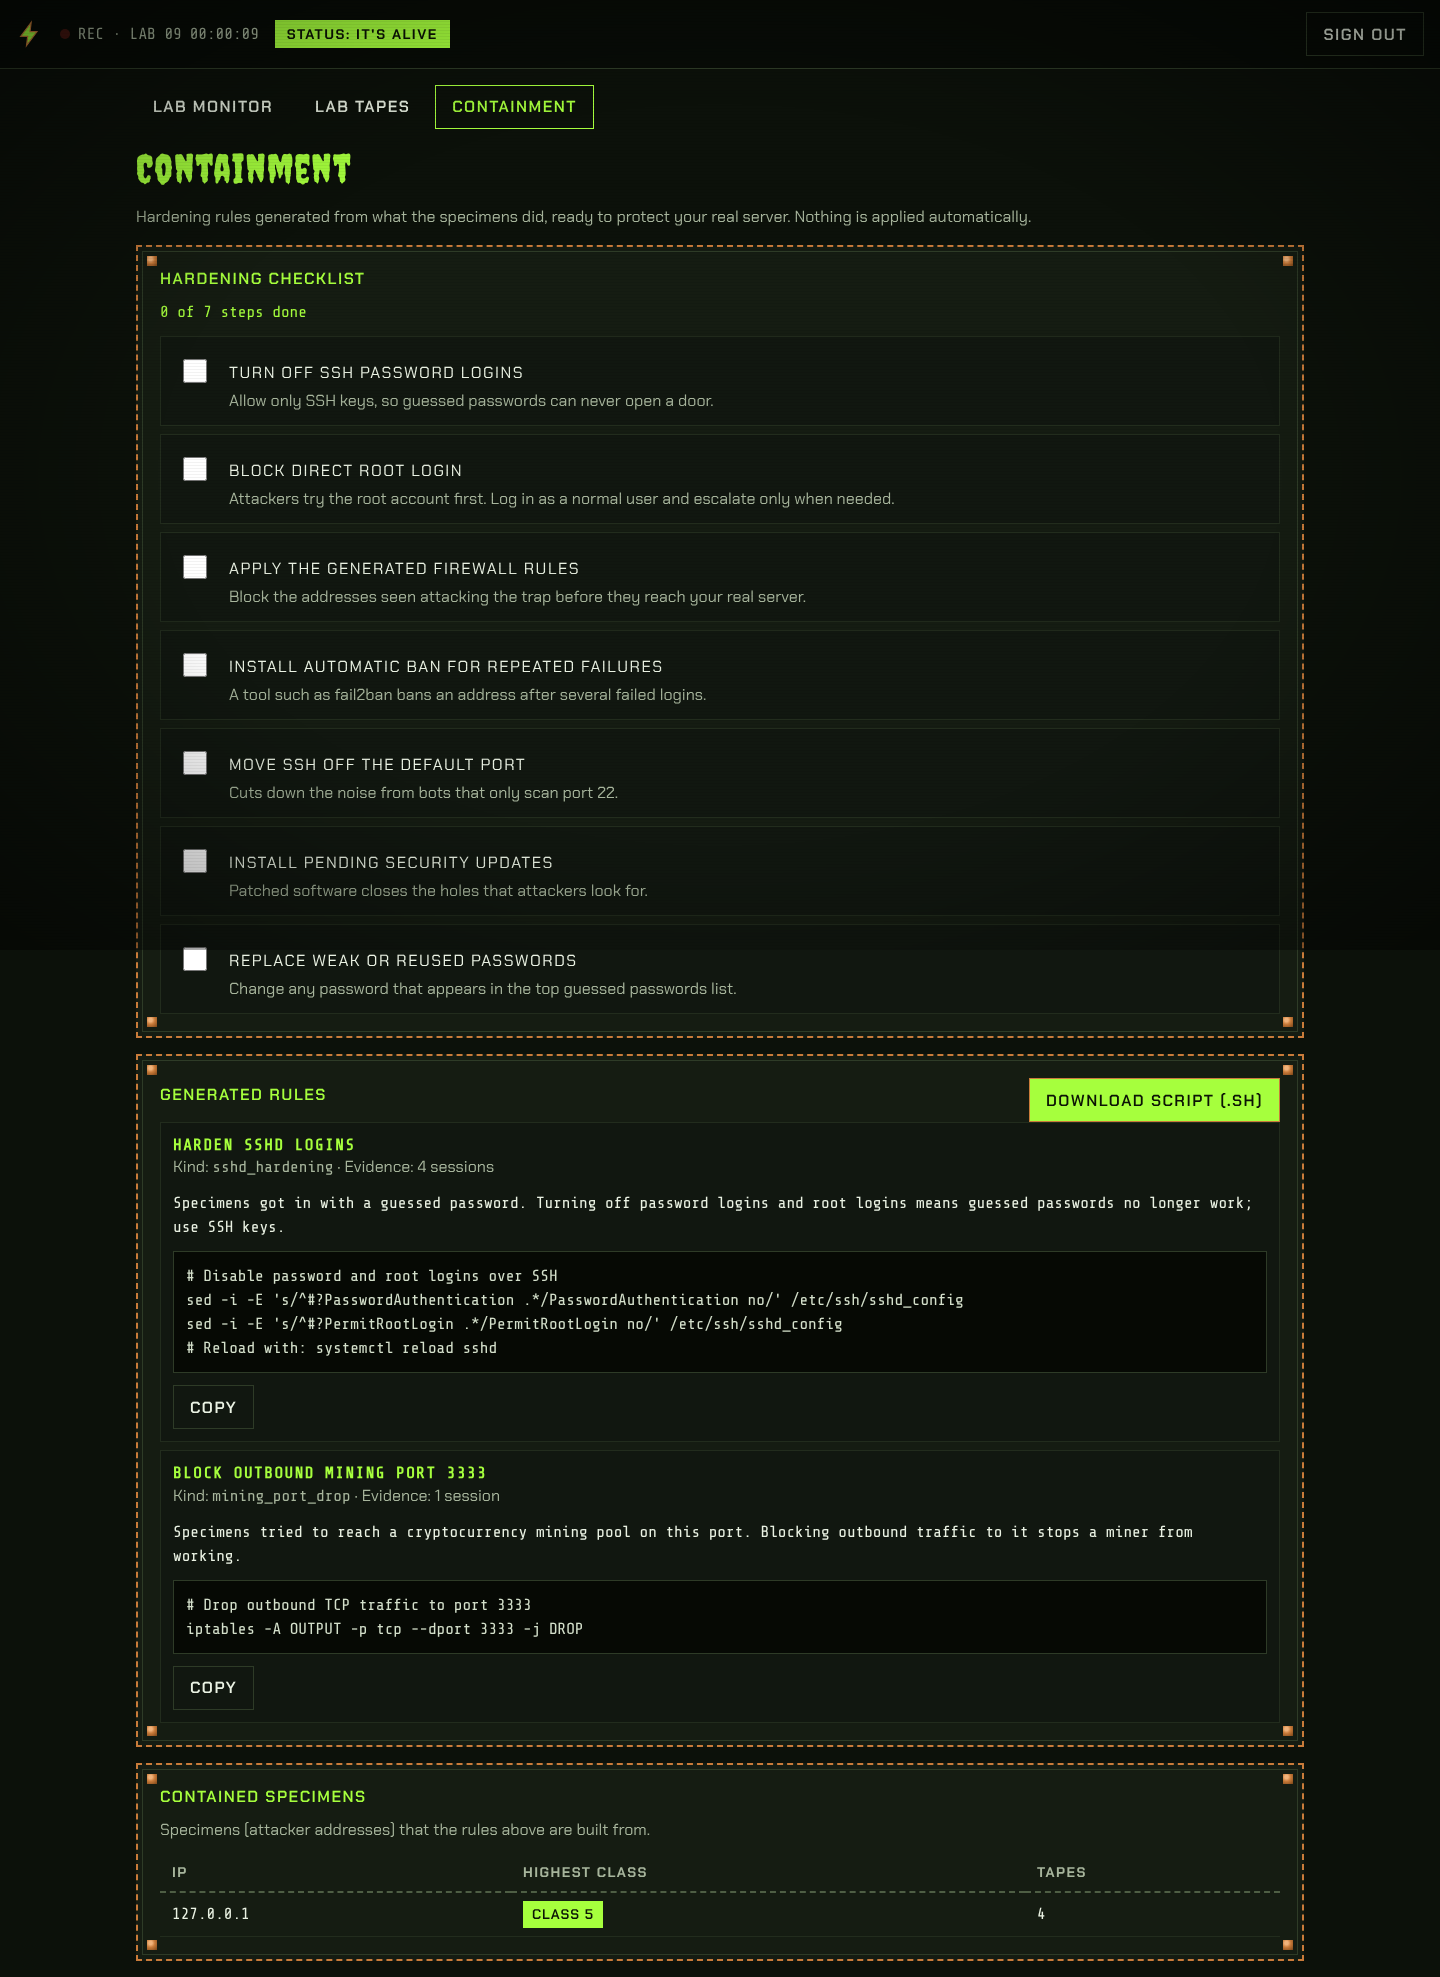 REC · LAB 09 00:00:09
STATUS: IT'S ALIVE
SIGN OUT
LAB MONITOR
LAB TAPES
CONTAINMENT
CONTAINMENT
Hardening rules generated from what the specimens did, ready to protect your real server. Nothing is applied automatically.
HARDENING CHECKLIST
0 of 7 steps done
TURN OFF SSH PASSWORD LOGINS
Allow only SSH keys, so guessed passwords can never open a door.
BLOCK DIRECT ROOT LOGIN
Attackers try the root account first. Log in as a normal user and escalate only when needed.
APPLY THE GENERATED FIREWALL RULES
Block the addresses seen attacking the trap before they reach your real server.
INSTALL AUTOMATIC BAN FOR REPEATED FAILURES
A tool such as fail2ban bans an address after several failed logins.
MOVE SSH OFF THE DEFAULT PORT
Cuts down the noise from bots that only scan port 22.
INSTALL PENDING SECURITY UPDATES
Patched software closes the holes that attackers look for.
REPLACE WEAK OR REUSED PASSWORDS
Change any password that appears in the top guessed passwords list.
GENERATED RULES
DOWNLOAD SCRIPT (.SH)
HARDEN SSHD LOGINS
Kind: sshd_hardening · Evidence: 4 sessions
Specimens got in with a guessed password. Turning off password logins and root logins means guessed passwords no longer work;
use SSH keys.
# Disable password and root logins over SSH
sed -i -E 's/^#?PasswordAuthentication .*/PasswordAuthentication no/' /etc/ssh/sshd_config
sed -i -E 's/^#?PermitRootLogin .*/PermitRootLogin no/' /etc/ssh/sshd_config
# Reload with: systemctl reload sshd
COPY
BLOCK OUTBOUND MINING PORT 3333
Kind: mining_port_drop · Evidence: 1 session
Specimens tried to reach a cryptocurrency mining pool on this port. Blocking outbound traffic to it stops a miner from
working.
# Drop outbound TCP traffic to port 3333
iptables -A OUTPUT -p tcp --dport 3333 -j DROP
COPY
CONTAINED SPECIMENS
Specimens (attacker addresses) that the rules above are built from.
IP HIGHEST CLASS TAPES
127.0.0.1 CLASS 5 4